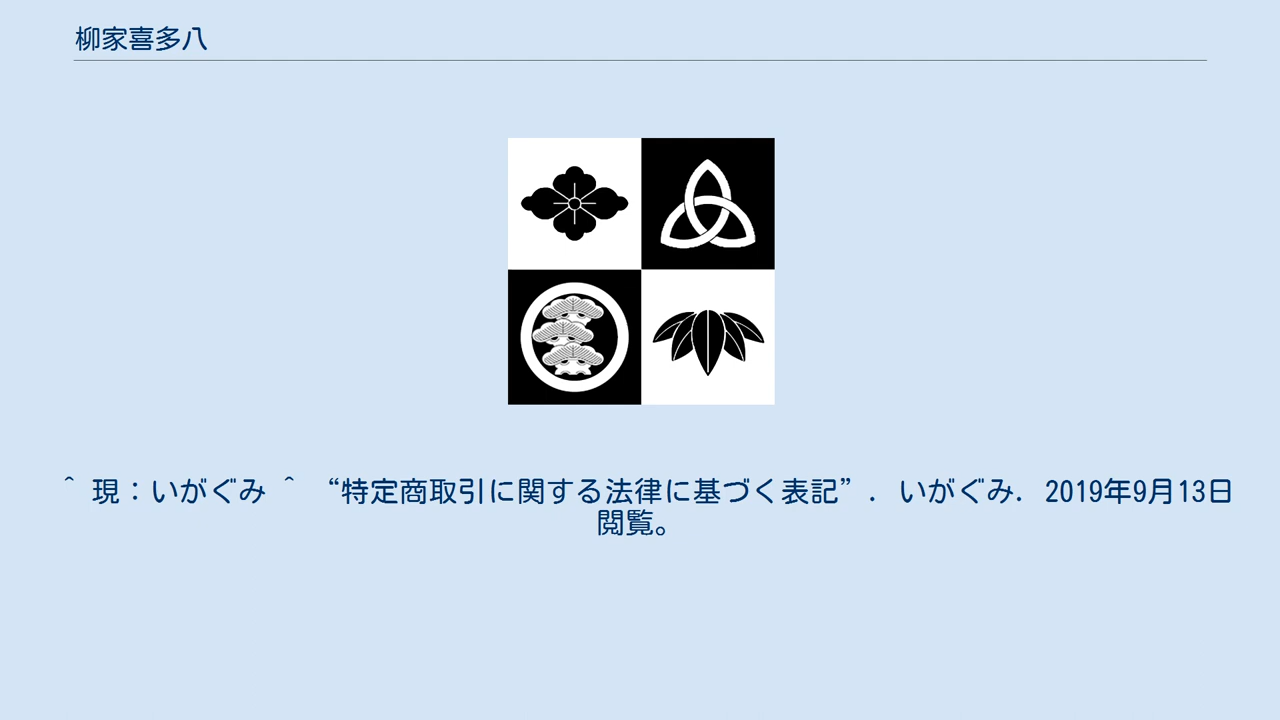 柳家喜多八
^ 現：いがぐみ ^ “特定商取引に関する法律に基づく表記”. いがぐみ. 2019年9月13日
閲覧。